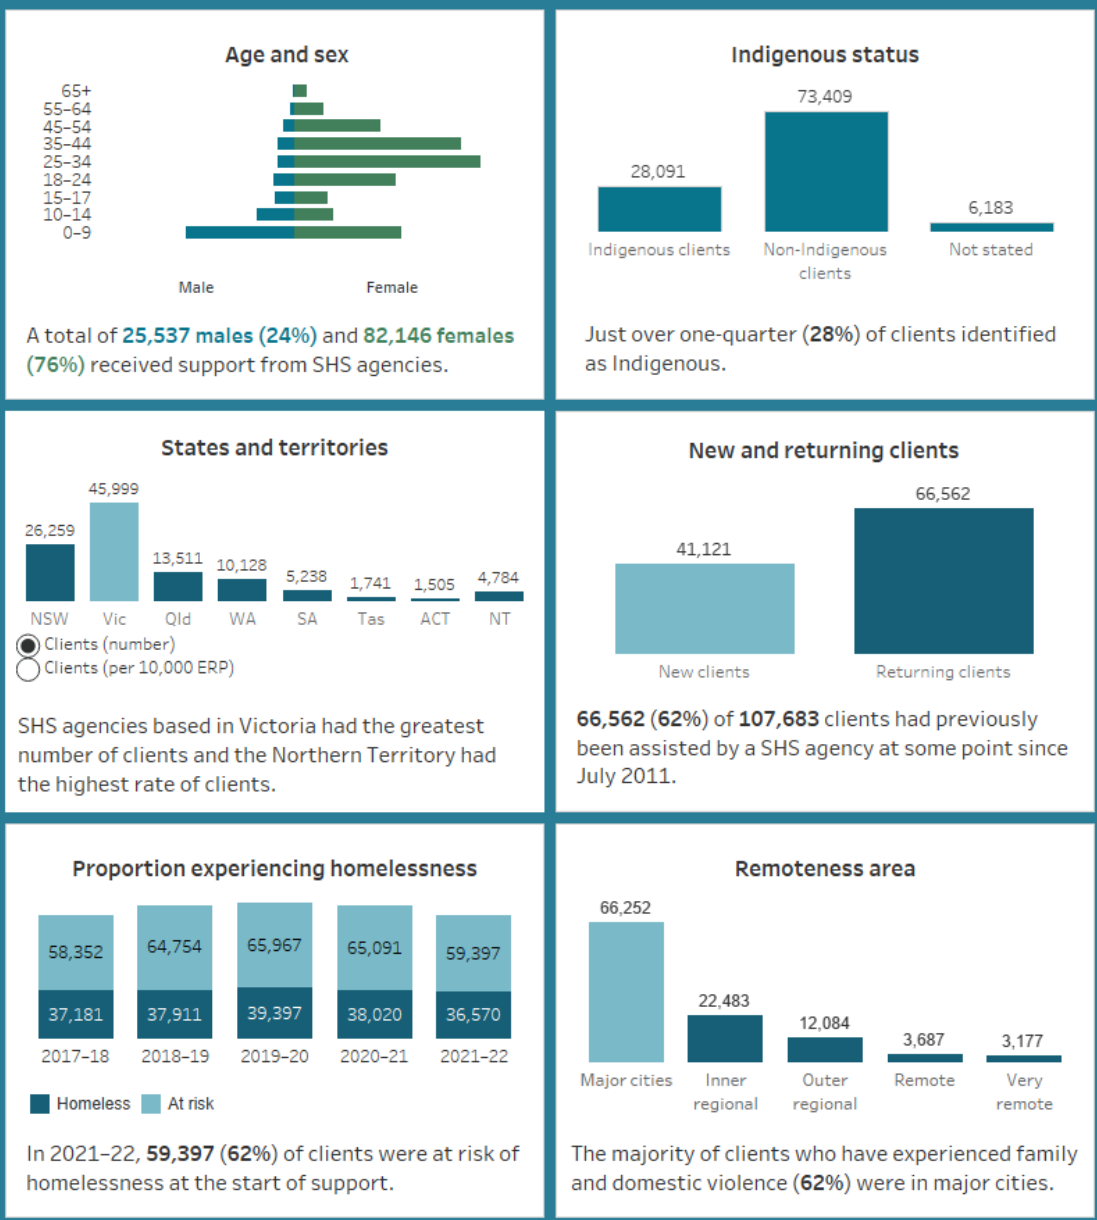 Age and sex
65+
55–64
45–54
35–44
25–34
18–24
15–17
10–14
0–9
Male Female
A total of 25,537 males (24%) and 82,146 females
(76%) received support from SHS agencies.
Indigenous status
73,409
28,091
6,183
Indigenous clients Non-Indigenous Not stated
clients
Just over one-quarter (28%) of clients identified
as Indigenous.
States and territories
45,999
26,259
13,511
10,128
5,238
1,741
1,505
4,784
NSW Vic Qld WA SA Tas ACT NT
Clients (number)
Clients (per 10,000 ERP)
SHS agencies based in Victoria had the greatest
number of clients and the Northern Territory had
the highest rate of clients.
New and returning clients
66,562
41,121
New clients Returning clients
66,562 (62%) of 107,683 clients had previously
been assisted by a SHS agency at some point since
July 2011.
Proportion experiencing homelessness
58,352 64,754 65,967 65,091 59,397
37,181 37,911 39,397 38,020 36,570
2017–18 2018–19 2019–20 2020–21 2021–22
Homeless At risk
In 2021–22, 59,397 (62%) of clients were at risk of
homelessness at the start of support.
Remoteness area
66,252
22,483
12,084
3,687
3,177
Major cities Inner Outer Remote Very
regional regional remote
The majority of clients who have experienced family
and domestic violence (62%) were in major cities.